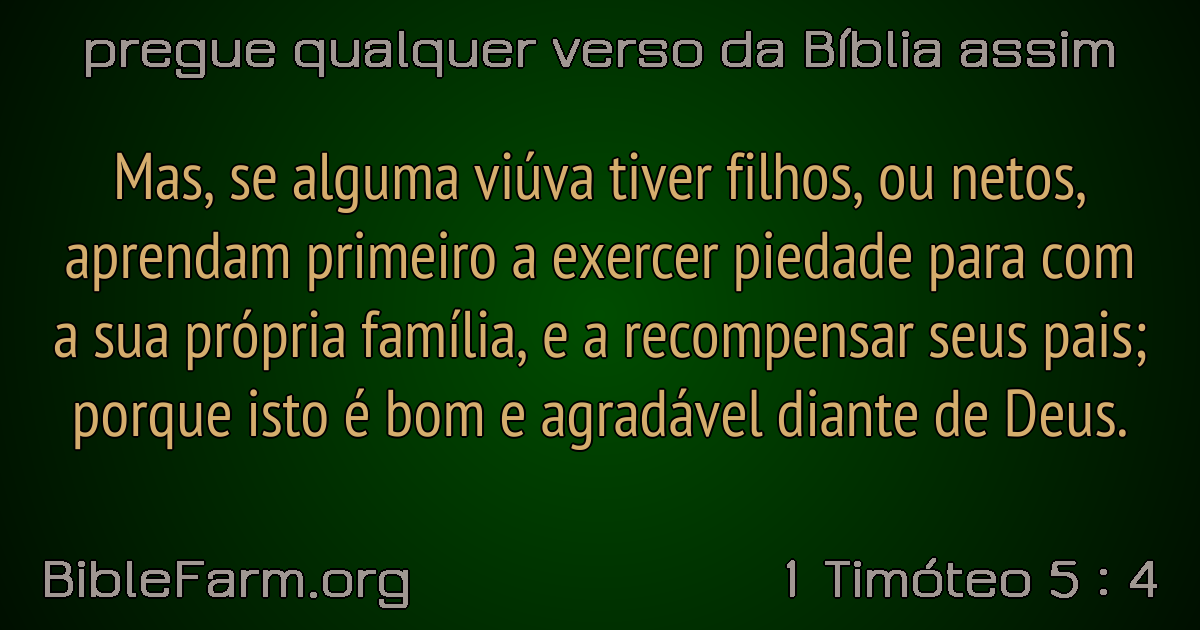 pregue qualquer verso da Bíblia assim
Mas, se alguma viúva tiver filhos, ou netos,
aprendam primeiro a exercer piedade para com
a sua própria família, e a recompensar seus pais;
porque isto é bom e agradável diante de Deus.
BibleFarm.org
1 Timóteo 5 : 4